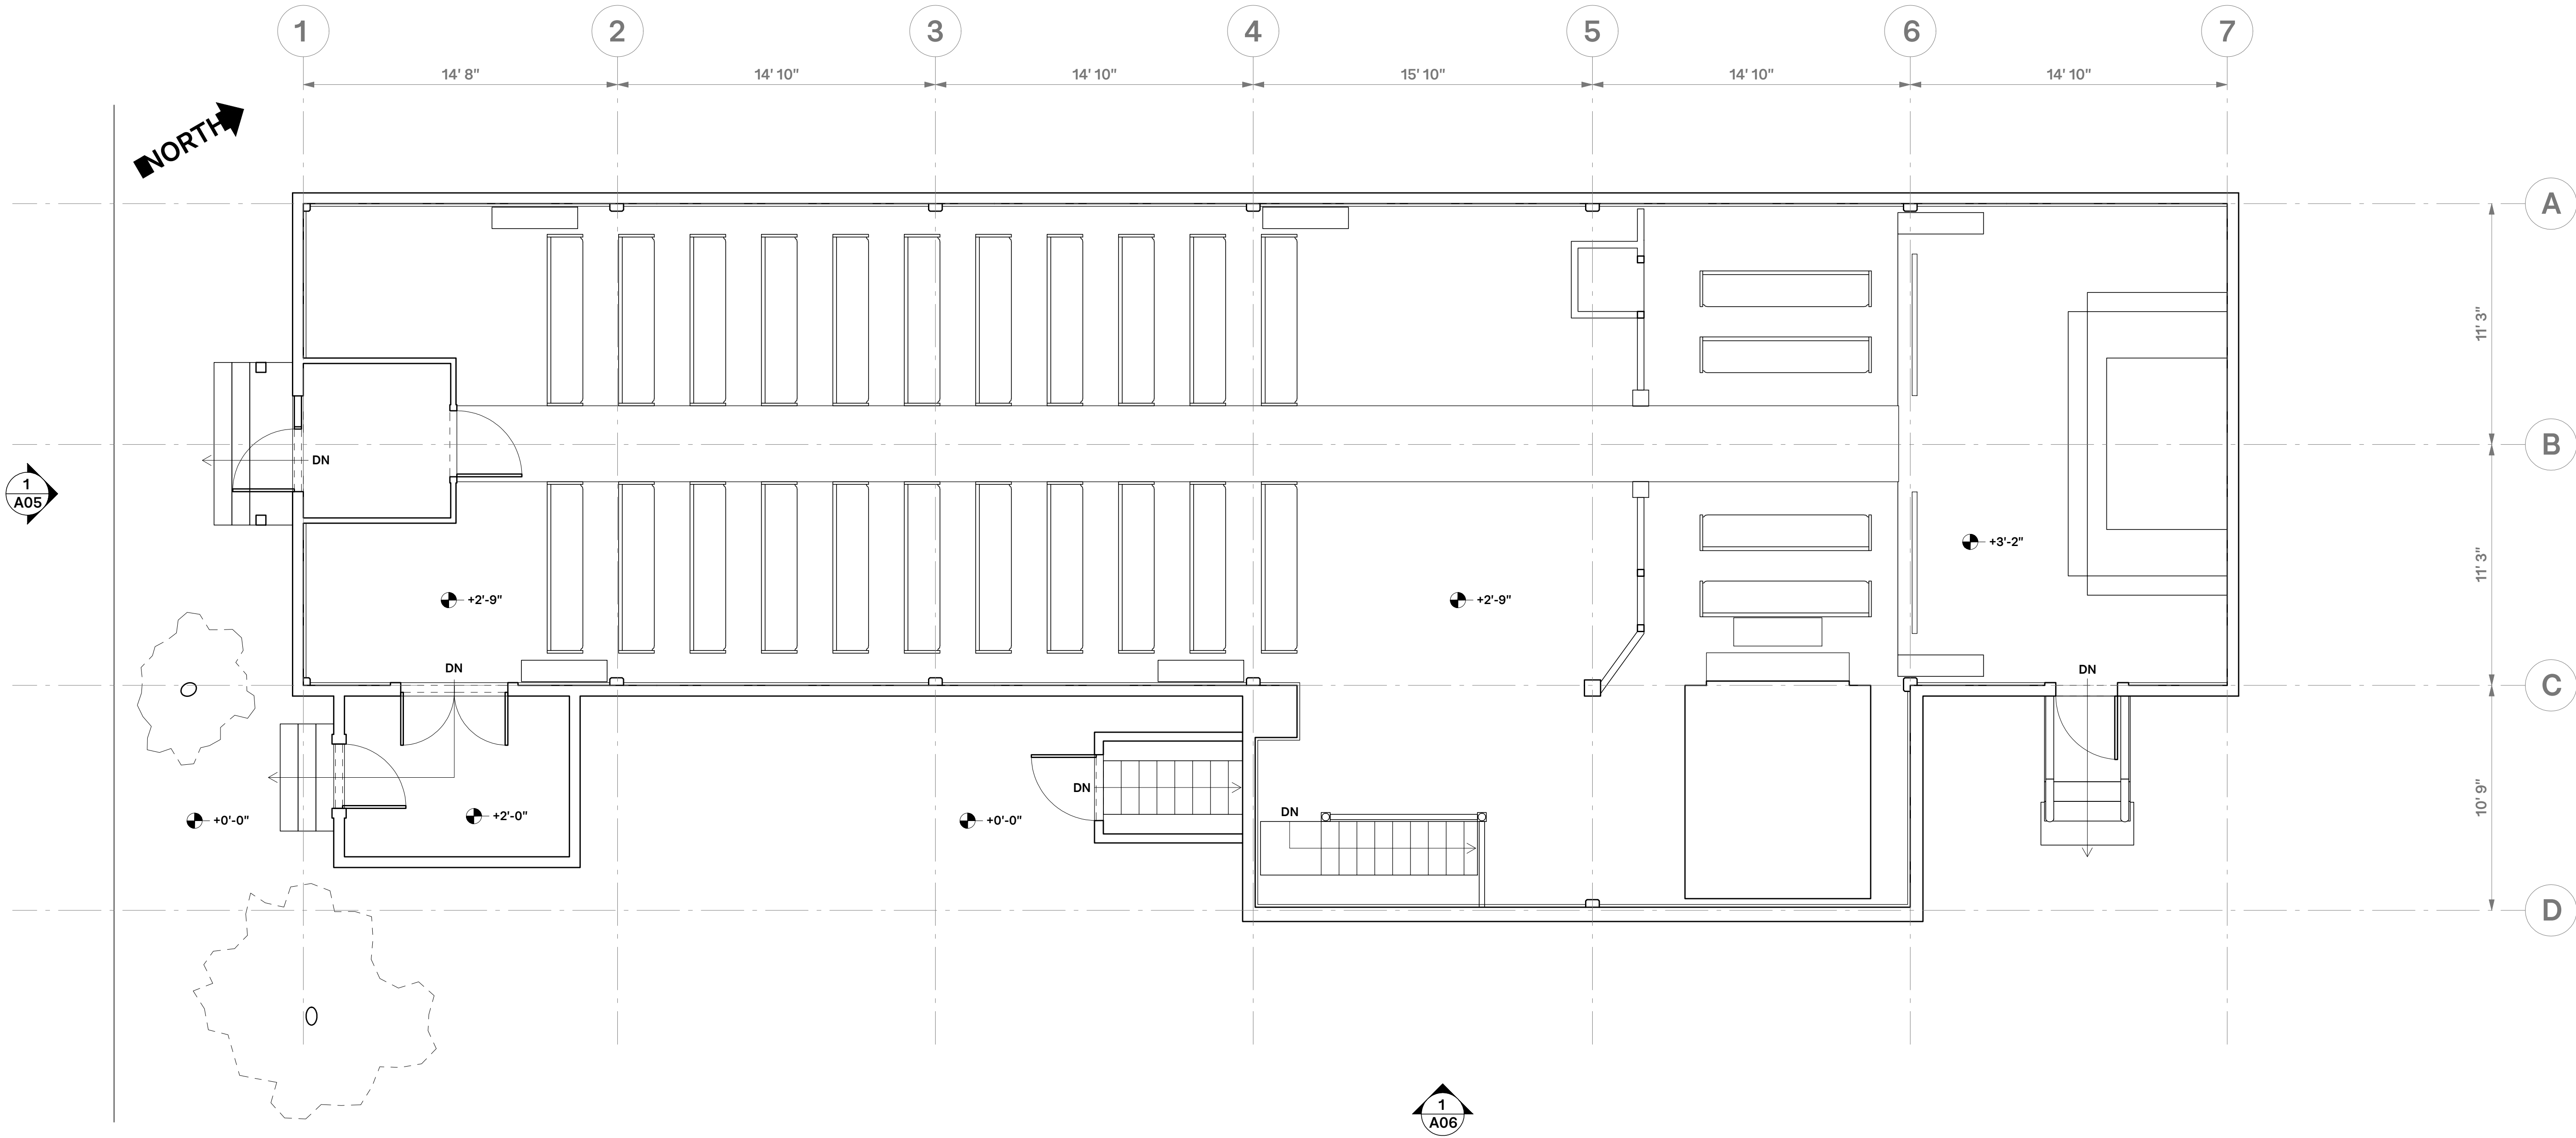 1 2 3 4 5 6 7
14' 8" 14' 10" 14' 10" 15' 10" 14' 10" 14' 10"
NORTH
A
11' 3"
B
DN
1
A05
+3'-2"
11' 3"
+2'-9" +2'-9"
DN DN
C
DN
10' 9"
+0'-0" +2'-0" +0'-0" DN
D
1
A06